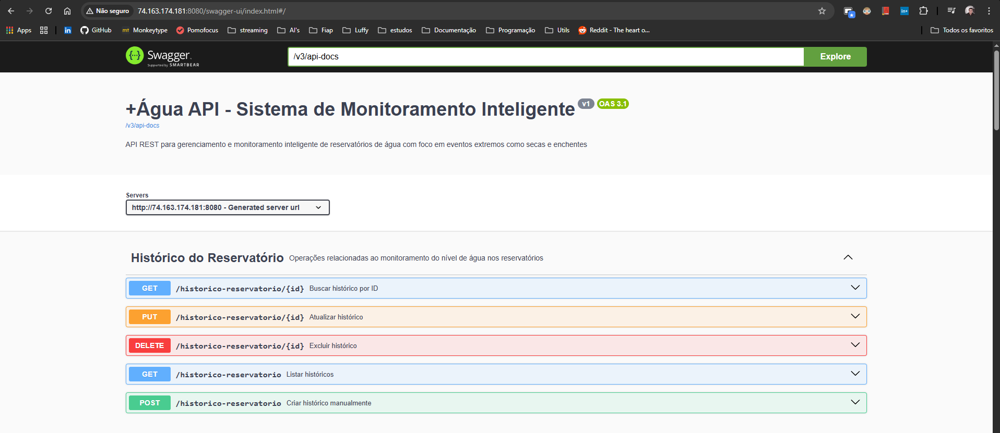 Não seguro
74.163.174.181:8080/swagger-ui/index.html#/
Apps
in
GitHub
mt Monkeytype
Pomofocus
streaming
AI's
Fiap
Luffy
estudos
Documentação
Programação
Utils
Reddit - The heart o...
Todos os favoritos
Swagger.
Supported by SMARTBEAR
/v3/api-docs
Explore
+Água API - Sistema de Monitoramento Inteligente v1 OAS 3.1
/v3/api-docs
API REST para gerenciamento e monitoramento inteligente de reservatórios de água com foco em eventos extremos como secas e enchentes
Servers
http://74.163.174.181:8080 - Generated server url
Histórico do Reservatório Operações relacionadas ao monitoramento do nível de água nos reservatórios
GET /historico-reservatorio/{id} Buscar histórico por ID
PUT /historico-reservatorio/{id} Atualizar histórico
DELETE /historico-reservatorio/{id} Excluir histórico
GET /historico-reservatorio Listar históricos
POST /historico-reservatorio Criar histórico manualmente